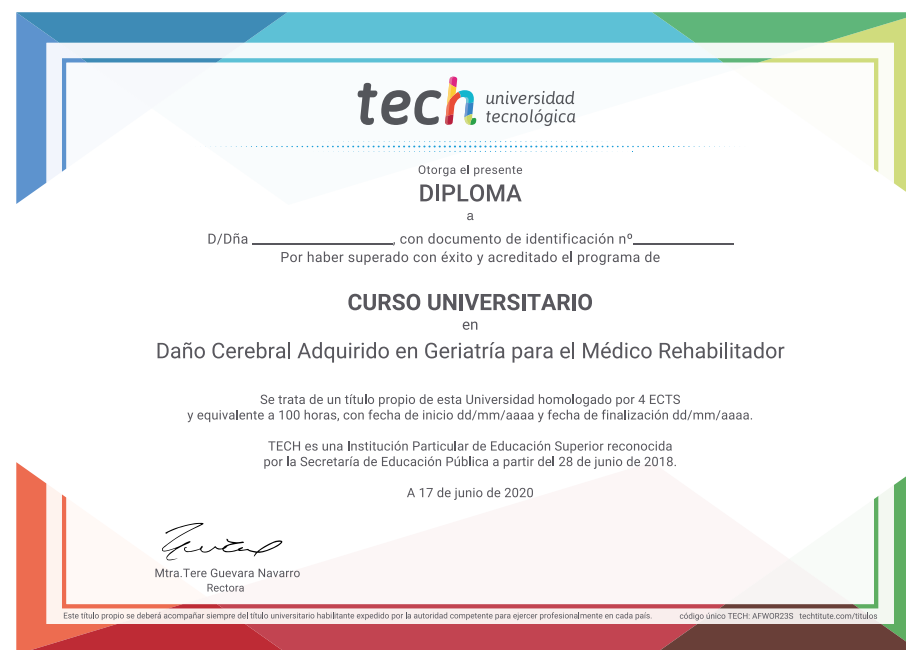 tech universidad
tecnológica
Otorga el presente
DIPLOMA
a
D/Dña ____________________, con documento de identificación nº______________
Por haber superado con éxito y acreditado el programa de
CURSO UNIVERSITARIO
en
Daño Cerebral Adquirido en Geriatría para el Médico Rehabilitador
Se trata de un título propio de esta Universidad homologado por 4 ECTS
y equivalente a 100 horas, con fecha de inicio dd/mm/aaaa y fecha de finalización dd/mm/aaaa.
TECH es una Institución Particular de Educación Superior reconocida
por la Secretaría de Educación Pública a partir del 28 de junio de 2018.
A 17 de junio de 2020
Mtra.Tere Guevara Navarro
Rectora
Este título propio se deberá acompañar siempre del título universitario habilitante expedido por la autoridad competente para ejercer profesionalmente en cada país. código único TECH: AFWOR23S techtitute.com/titulos